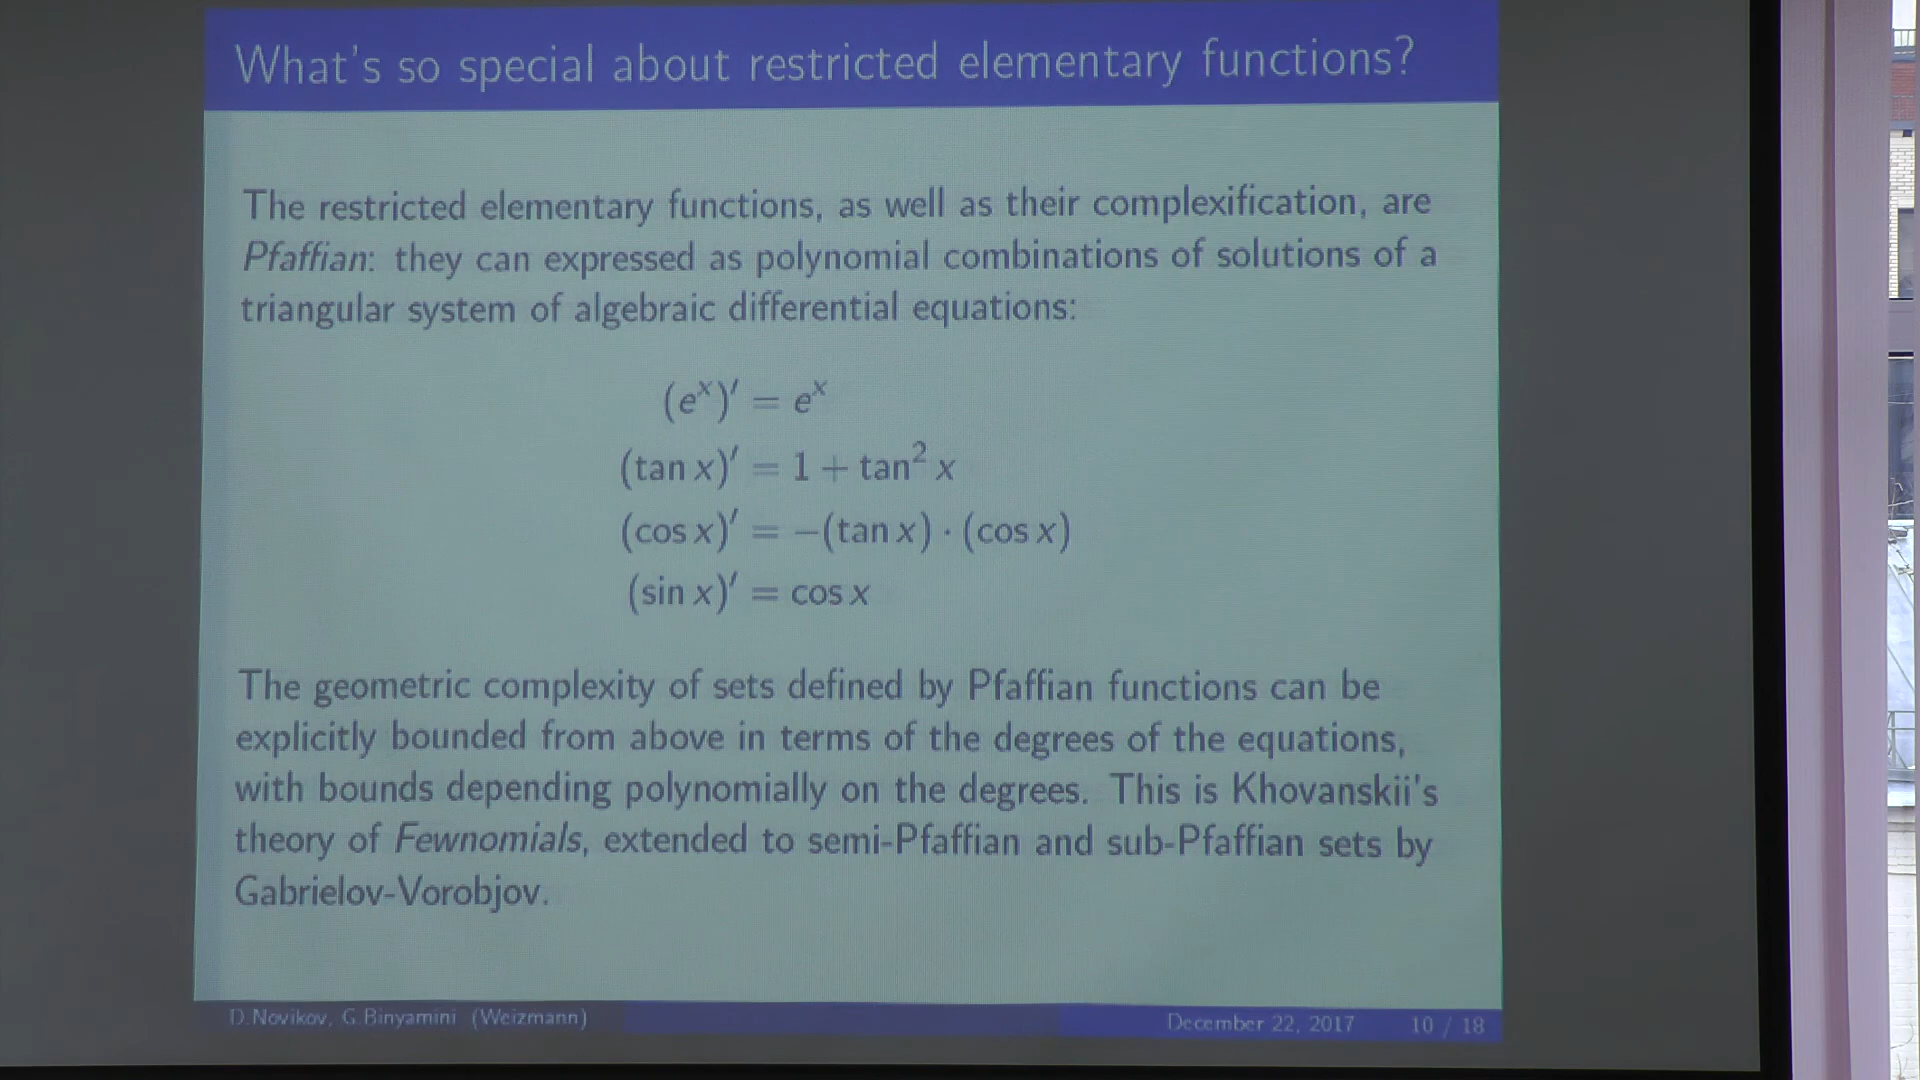 What's so special about restricted elementary functions?
The restricted elementary functions, as well as their complexification, are
Pfaffian: they can expressed as polynomial combinations of solutions of a
triangular system of algebraic differential equations:
(eˣ)′ = eˣ
(tan x)′ = 1 + tan² x
(cos x)′ = −(tan x) · (cos x)
(sin x)′ = cos x
The geometric complexity of sets defined by Pfaffian functions can be
explicitly bounded from above in terms of the degrees of the equations,
with bounds depending polynomially on the degrees. This is Khovanskii's
theory of Fewnomials, extended to semi-Pfaffian and sub-Pfaffian sets by
Gabrielov-Vorobjov.
D.Novikov, G.Binyamini (Weizmann) December 22, 2017 10 / 18